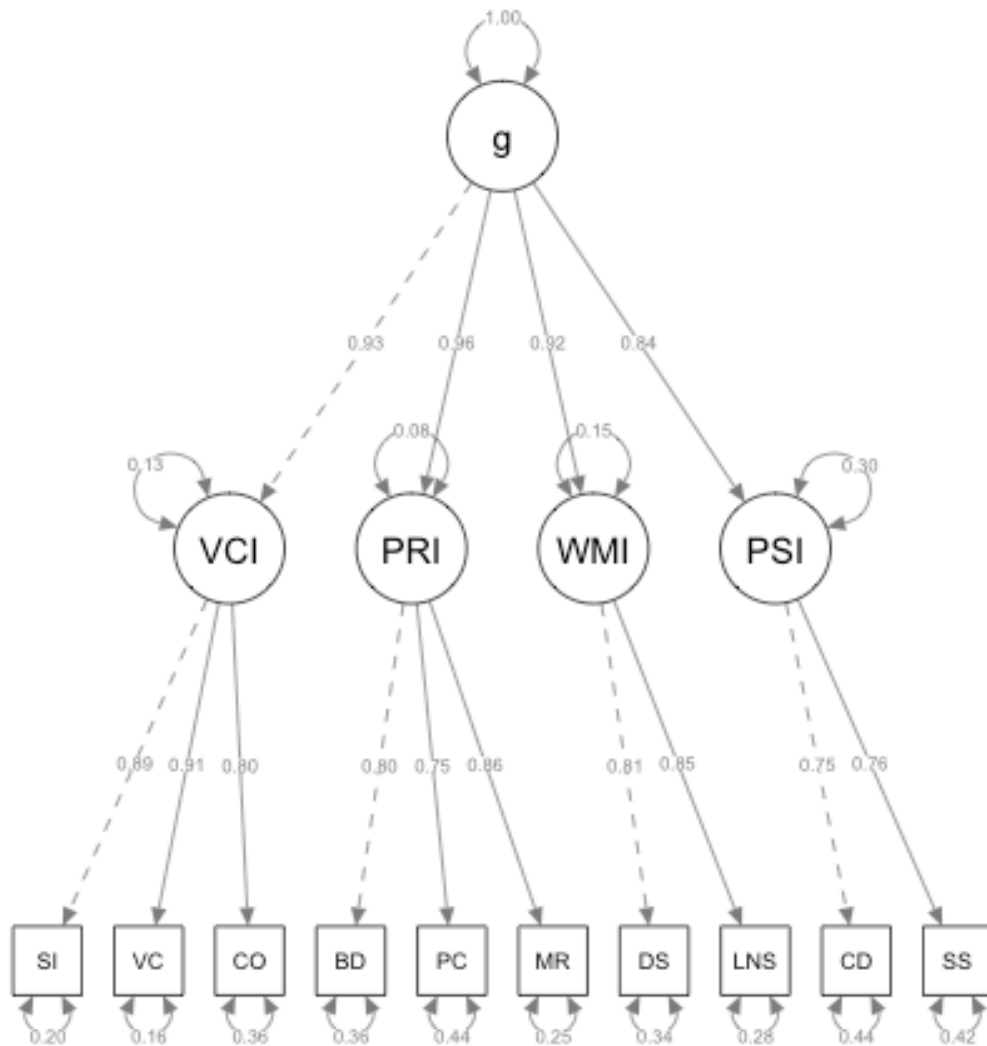 1.00
g
0.93 0.96 0.92 0.84
0.13 0.08 0.15 0.30
VCI PRI WMI PSI
0.89 0.91 0.80 0.80 0.75 0.86 0.81 0.85 0.75 0.76
SI VC CO BD PC MR DS LNS CD SS
0.20 0.16 0.36 0.36 0.44 0.25 0.34 0.28 0.44 0.42